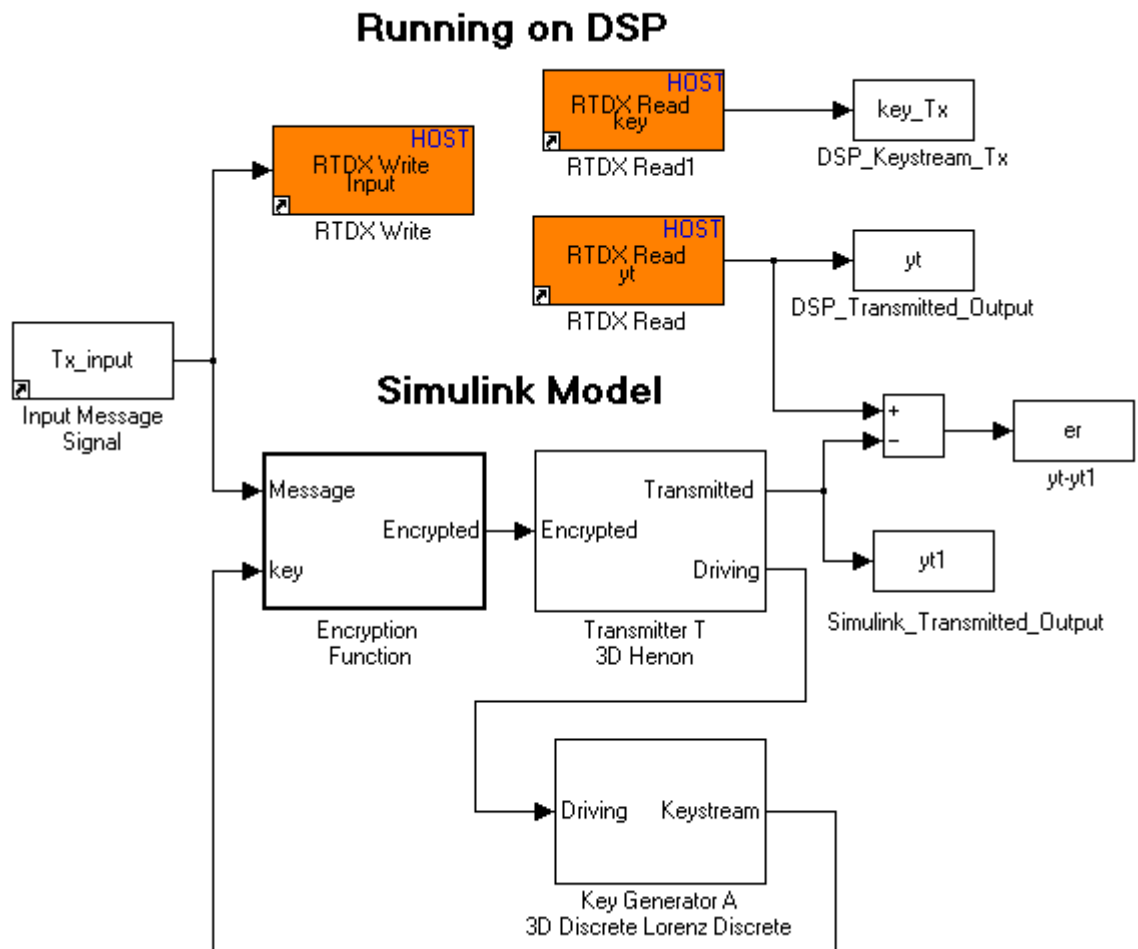 Running on DSP
HOST
RTDX Read
key
RTDX Read1
key_Tx
DSP_Keystream_Tx
HOST
RTDX Write
Input
RTDX Write
HOST
RTDX Read
yt
RTDX Read
yt
DSP_Transmitted_Output
Tx_input
Input Message
Signal
Simulink Model
+
−
er
yt-yt1
Message
key
Encrypted
Encryption
Function
Encrypted
Transmitted
Driving
Transmitter T
3D Henon
yt1
Simulink_Transmitted_Output
Driving
Keystream
Key Generator A
3D Discrete Lorenz Discrete